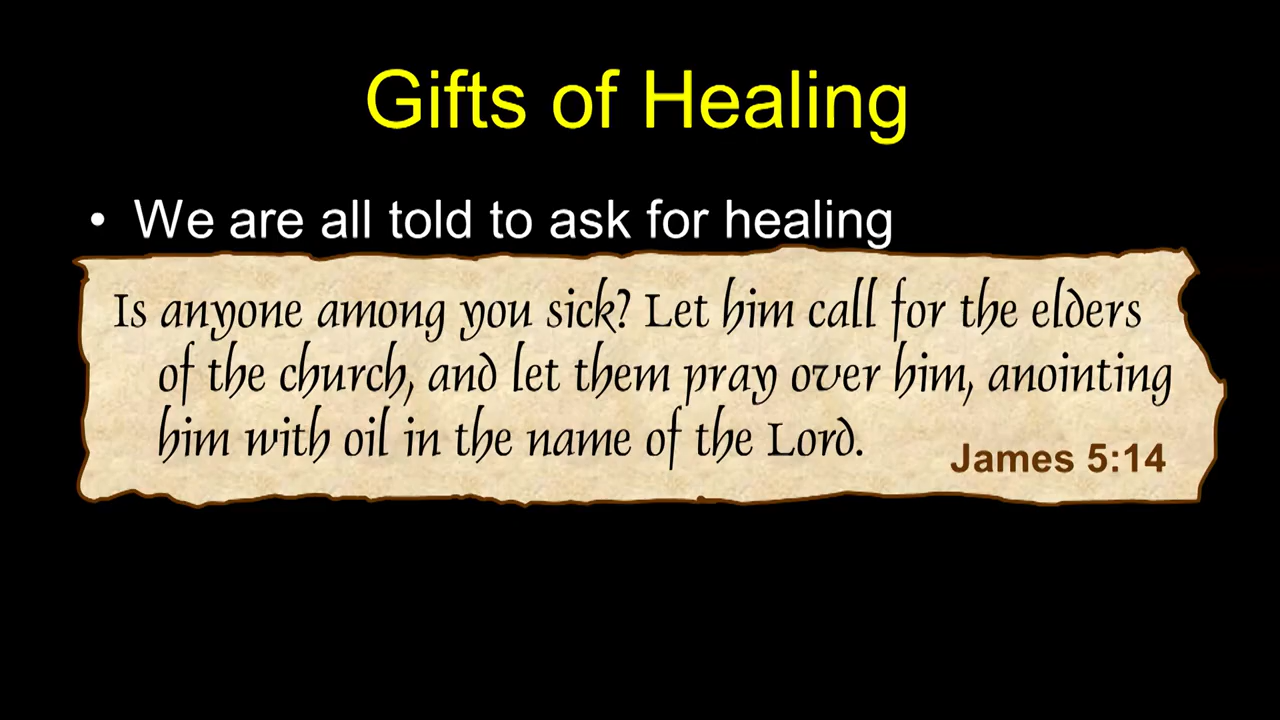 Gifts of Healing
• We are all told to ask for healing
Is anyone among you sick? Let him call for the elders
of the church, and let them pray over him, anointing
him with oil in the name of the Lord.
James 5:14